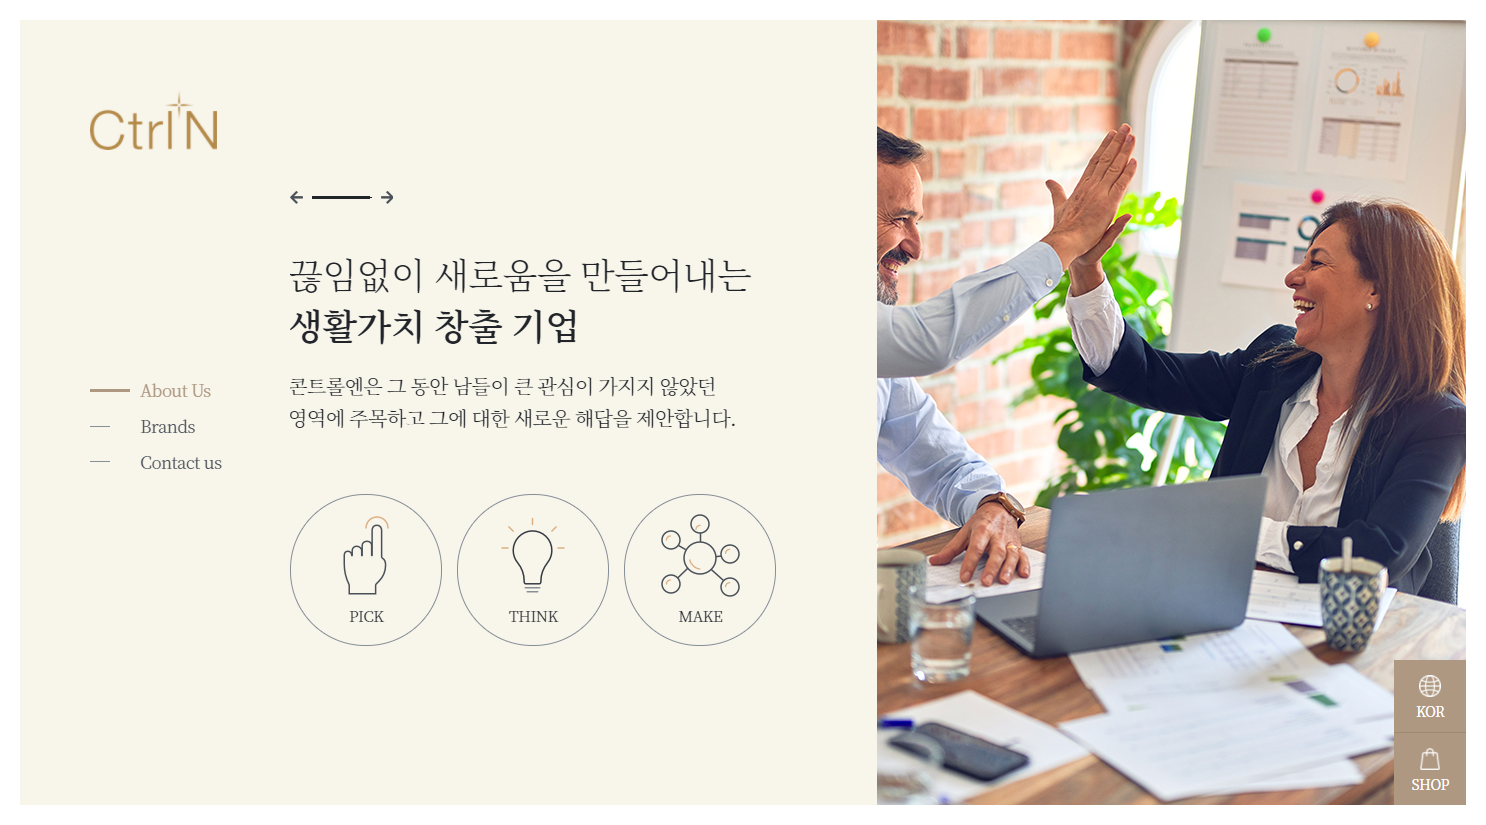 CtrlN
끊임없이 새로움을 만들어내는
생활가치 창출 기업
About Us
콘트롤엔은 그 동안 남들이 큰 관심이 가지지 않았던
Brands
영역에 주목하고 그에 대한 새로운 해답을 제안합니다.
Contact us
PICK
THINK
MAKE
KOR
SHOP